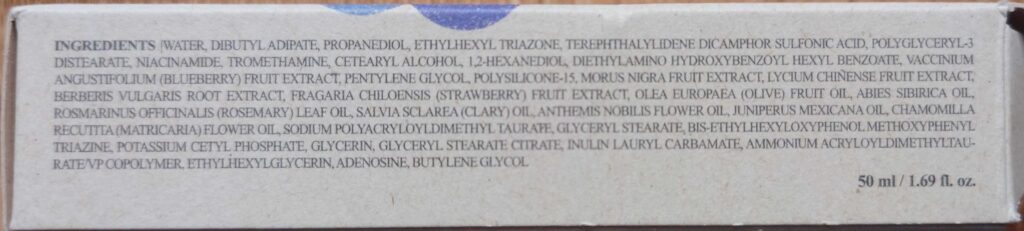 INGREDIENTS |WATER, DIBUTYL ADIPATE, PROPANEDIOL, ETHYLHEXYL TRIAZONE, TEREPHTHALYLIDENE DICAMPHOR SULFONIC ACID, POLYGLYCERYL-3
DISTEARATE, NIACINAMIDE, TROMETHAMINE, CETEARYL ALCOHOL, 1,2-HEXANEDIOL, DIETHYLAMINO HYDROXYBENZOYL HEXYL BENZOATE, VACCINIUM
ANGUSTIFOLIUM (BLUEBERRY) FRUIT EXTRACT, PENTYLENE GLYCOL, POLYSILICONE-15, MORUS NIGRA FRUIT EXTRACT, LYCIUM CHINENSE FRUIT EXTRACT,
BERBERIS VULGARIS ROOT EXTRACT, FRAGARIA CHILOENSIS (STRAWBERRY) FRUIT EXTRACT, OLEA EUROPAEA (OLIVE) FRUIT OIL, ABIES SIBIRICA OIL,
ROSMARINUS OFFICINALIS (ROSEMARY) LEAF OIL, SALVIA SCLAREA (CLARY) OIL, ANTHEMIS NOBILIS FLOWER OIL, JUNIPERUS MEXICANA OIL, CHAMOMILLA
RECUTITA (MATRICARIA) FLOWER OIL, SODIUM POLYACRYLOYLDIMETHYL TAURATE, GLYCERYL STEARATE, BIS-ETHYLHEXYLOXYPHENOL METHOXYPHENYL
TRIAZINE, POTASSIUM CETYL PHOSPHATE, GLYCERIN, GLYCERYL STEARATE CITRATE, INULIN LAURYL CARBAMATE, AMMONIUM ACRYLOYLDIMETHYLTAU-
RATE/VP COPOLYMER, ETHYLHEXYLGLYCERIN, ADENOSINE, BUTYLENE GLYCOL
50 ml / 1.69 fl. oz.